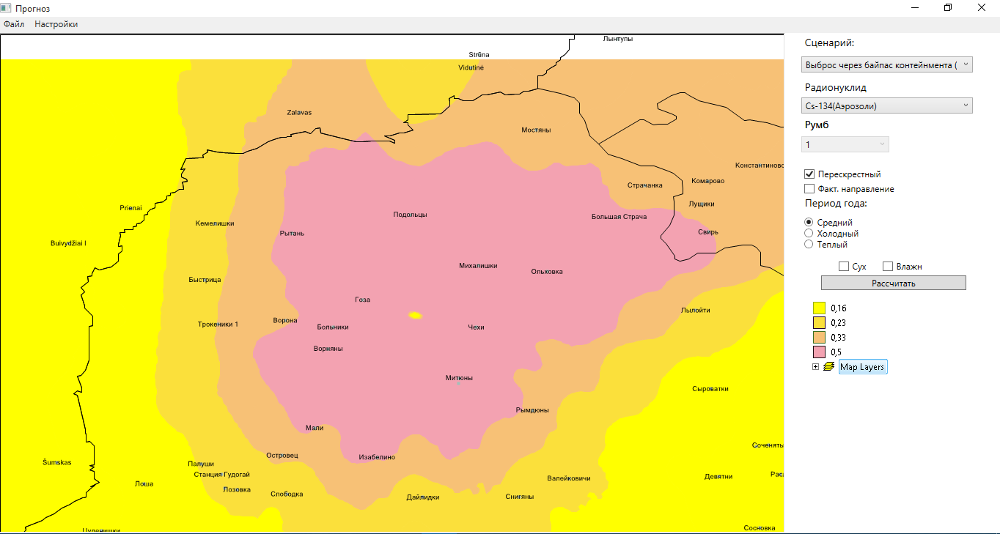 Прогноз
Файл Настройки
Лынтупы
Strūna
Vidutinė
Zalavas
Мостяны
Константиново
Страчанка
Комарово
Лущики
Prienai
Подольцы
Большая Страча
Кемелишки
Рытань
Свирь
Buivydžiai I
Михалишки
Ольховка
Быстрица
Гоза
Лылойти
Трокеники 1
Ворона
Больники
Чехи
Ворняны
Митюны
Сыроватки
Рымдюны
Мали
Соченять
Островец
Изабелино
Šumskas
Палуши
Станция Гудогай
Валейковичи
Девятни
Рас
Лоша
Лозовка
Слободка
Дайлидки
Снигяны
Цуденишки
Сосновка
Сценарий:
Выброс через байпас контейнмента (
Радионуклид
Cs-134(Аэрозоли)
Румб
1
Перекрестный
Факт. направление
Период года:
Средний
Холодный
Теплый
Сух Влажн
Рассчитать
0,16
0,23
0,33
0,5
Map Layers